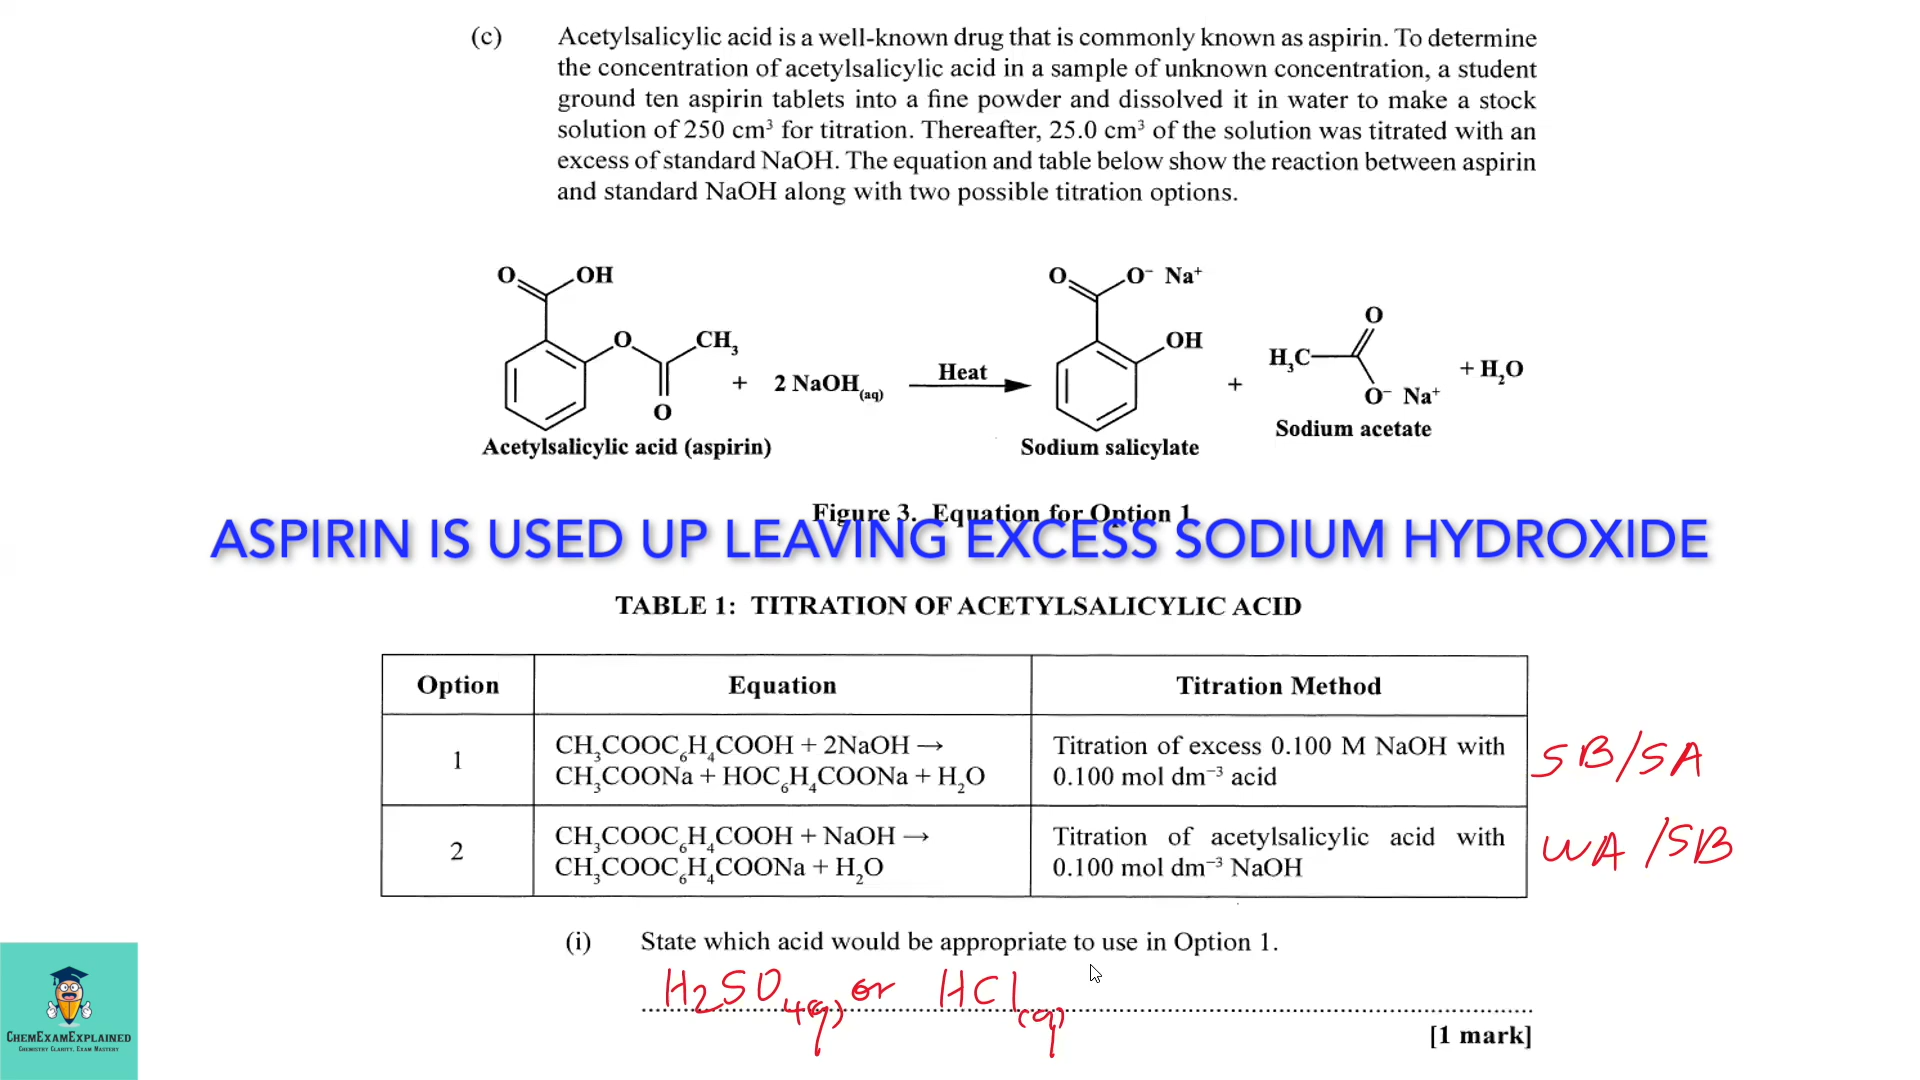 (c) Acetylsalicylic acid is a well-known drug that is commonly known as aspirin. To determine
the concentration of acetylsalicylic acid in a sample of unknown concentration, a student
ground ten aspirin tablets into a fine powder and dissolved it in water to make a stock
solution of 250 cm³ for titration. Thereafter, 25.0 cm³ of the solution was titrated with an
excess of standard NaOH. The equation and table below show the reaction between aspirin
and standard NaOH along with two possible titration options.
O OH
O CH₃
O
+ 2 NaOH(aq)
Heat
O O⁻ Na⁺
OH
+
O
H₃C
O⁻ Na⁺
+ H₂O
Acetylsalicylic acid (aspirin)
Sodium salicylate
Sodium acetate
Figure 3. Equation for Option 1
ASPIRIN IS USED UP LEAVING EXCESS SODIUM HYDROXIDE
TABLE 1: TITRATION OF ACETYLSALICYLIC ACID
Option Equation Titration Method
1
CH₃COOC₆H₄COOH + 2NaOH →
CH₃COONa + HOC₆H₄COONa + H₂O
Titration of excess 0.100 M NaOH with
0.100 mol dm⁻³ acid
SB/SA
2
CH₃COOC₆H₄COOH + NaOH →
CH₃COOC₆H₄COONa + H₂O
Titration of acetylsalicylic acid with
0.100 mol dm⁻³ NaOH
WA/SB
(i) State which acid would be appropriate to use in Option 1.
H₂SO₄(q) or HCl(q)
[1 mark]
CHEMEXAMEXPLAINED
CHEMISTRY CLARITY. EXAM MASTERY